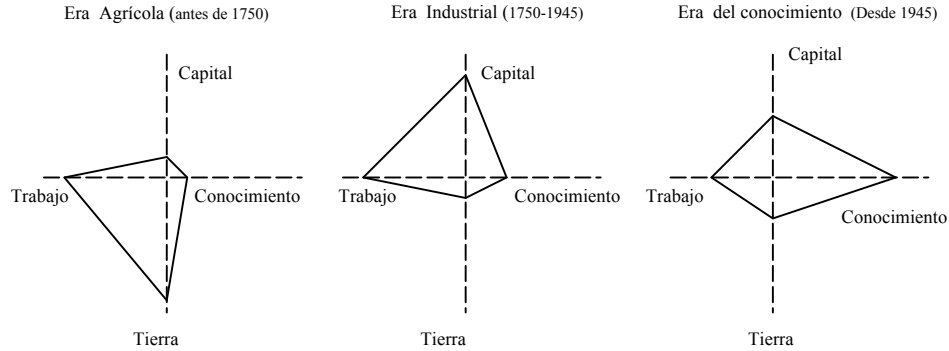 Era Agrícola (antes de 1750)
Era Industrial (1750-1945)
Era del conocimiento (Desde 1945)
Capital
Capital
Capital
Trabajo
Conocimiento
Trabajo
Conocimiento
Trabajo
Conocimiento
Tierra
Tierra
Tierra